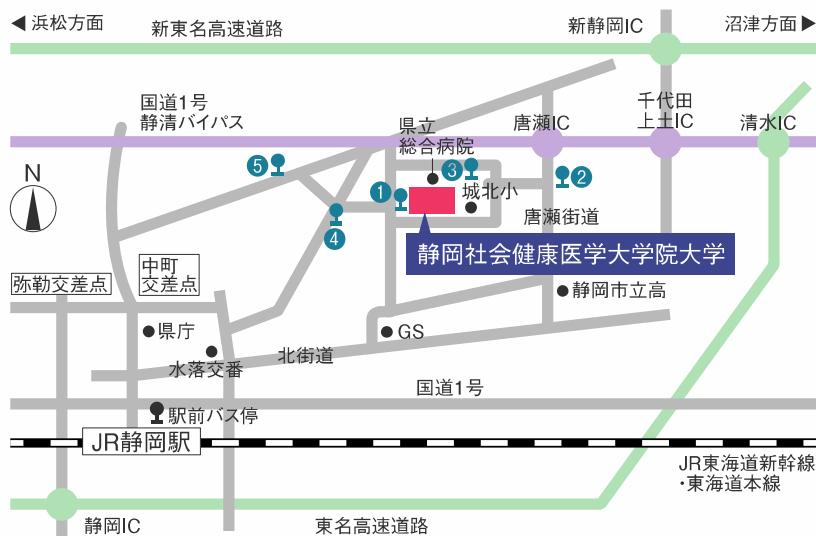 ◀ 浜松方面
沼津方面▶
新東名高速道路
新静岡IC
国道1号
静清バイパス
県立
総合病院
唐瀬IC
千代田
上土IC
清水IC
N
5
3
2
1
城北小
唐瀬街道
4
静岡社会健康医学大学院大学
弥勒交差点
中町
交差点
静岡市立高
県庁
GS
水落交番
北街道
国道1号
駅前バス停
JR静岡駅
JR東海道新幹線
・東海道本線
静岡IC
東名高速道路